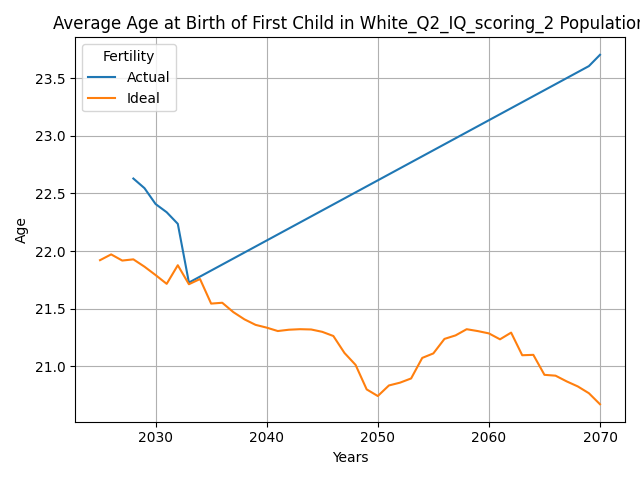 Average Age at Birth of First Child in White_Q2_IQ_scoring_2 Population
Fertility
Actual
Ideal
23.5
23.0
22.5
22.0
21.5
21.0
Age
2030 2040 2050 2060 2070
Years